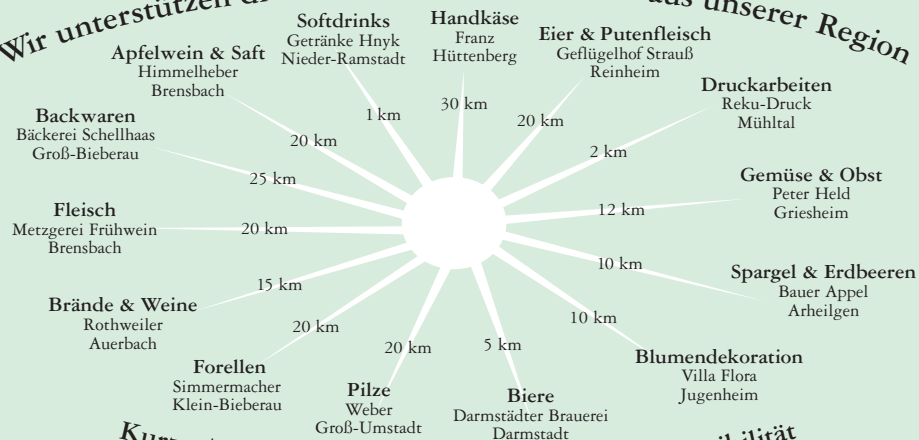 Wir unterstützen
aus unserer Region
Softdrinks
Getränke Hnyk
Nieder-Ramstadt
1 km
Handkäse
Franz
Hüttenberg
30 km
Eier & Putenfleisch
Geflügelhof Strauß
Reinheim
20 km
Druckarbeiten
Reku-Druck
Mühltal
2 km
Gemüse & Obst
Peter Held
Griesheim
12 km
Spargel & Erdbeeren
Bauer Appel
Arheilgen
10 km
Blumendekoration
Villa Flora
Jugenheim
10 km
Biere
Darmstädter Brauerei
Darmstadt
5 km
Pilze
Weber
Groß-Umstadt
20 km
Forellen
Simmermacher
Klein-Bieberau
20 km
Brände & Weine
Rothweiler
Auerbach
15 km
Fleisch
Metzgerei Frühwein
Brensbach
20 km
Backwaren
Bäckerei Schellhaas
Groß-Bieberau
25 km
Apfelwein & Saft
Himmelheber
Brensbach
20 km